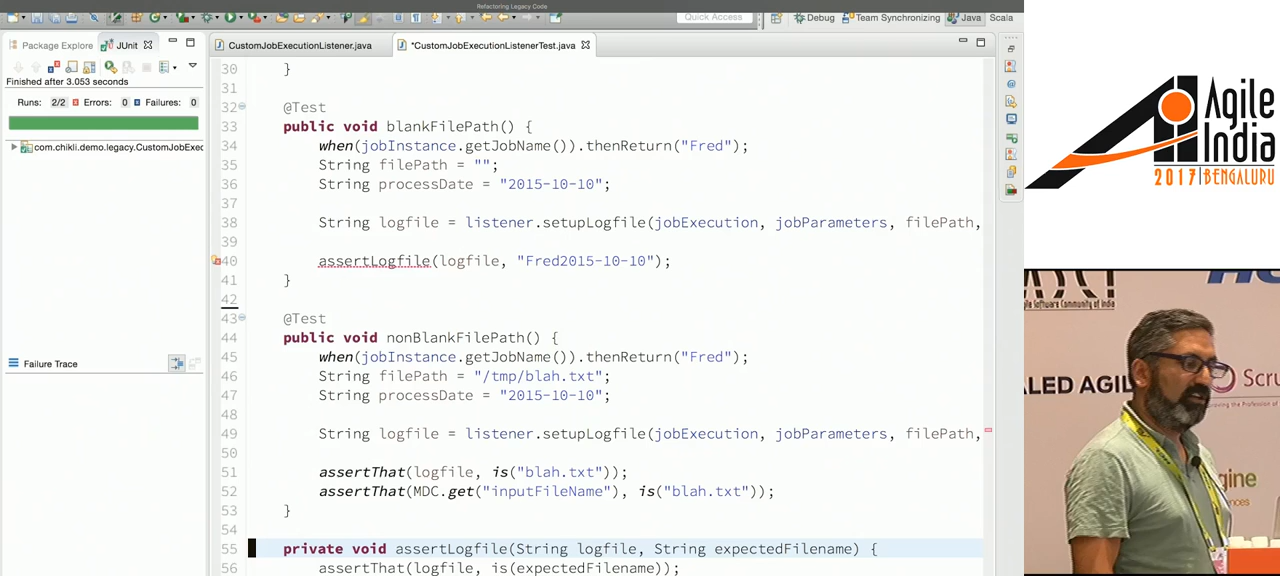 Refactoring Legacy Code
Quick Access
Debug
Team Synchronizing
Java
Scala
Package Explorer
JUnit
CustomJobExecutionListener.java
*CustomJobExecutionListenerTest.java
Finished after 3.053 seconds
Runs: 2/2
Errors: 0
Failures: 0
com.chikli.demo.legacy.CustomJobExec
Failure Trace
30 }
31
32 @Test
33 public void blankFilePath() {
34 when(jobInstance.getJobName()).thenReturn("Fred");
35 String filePath = "";
36 String processDate = "2015-10-10";
37
38 String logfile = listener.setupLogfile(jobExecution, jobParameters, filePath,
39
40 assertLogfile(logfile, "Fred2015-10-10");
41 }
42
43 @Test
44 public void nonBlankFilePath() {
45 when(jobInstance.getJobName()).thenReturn("Fred");
46 String filePath = "/tmp/blah.txt";
47 String processDate = "2015-10-10";
48
49 String logfile = listener.setupLogfile(jobExecution, jobParameters, filePath,
50
51 assertThat(logfile, is("blah.txt"));
52 assertThat(MDC.get("inputFileName"), is("blah.txt"));
53 }
54
55 private void assertLogfile(String logfile, String expectedFilename) {
56 assertThat(logfile, is(expectedFilename));
Agile
India
2017 | BENGALURU
Agile Software Community of India
ALED AGIL
Scru